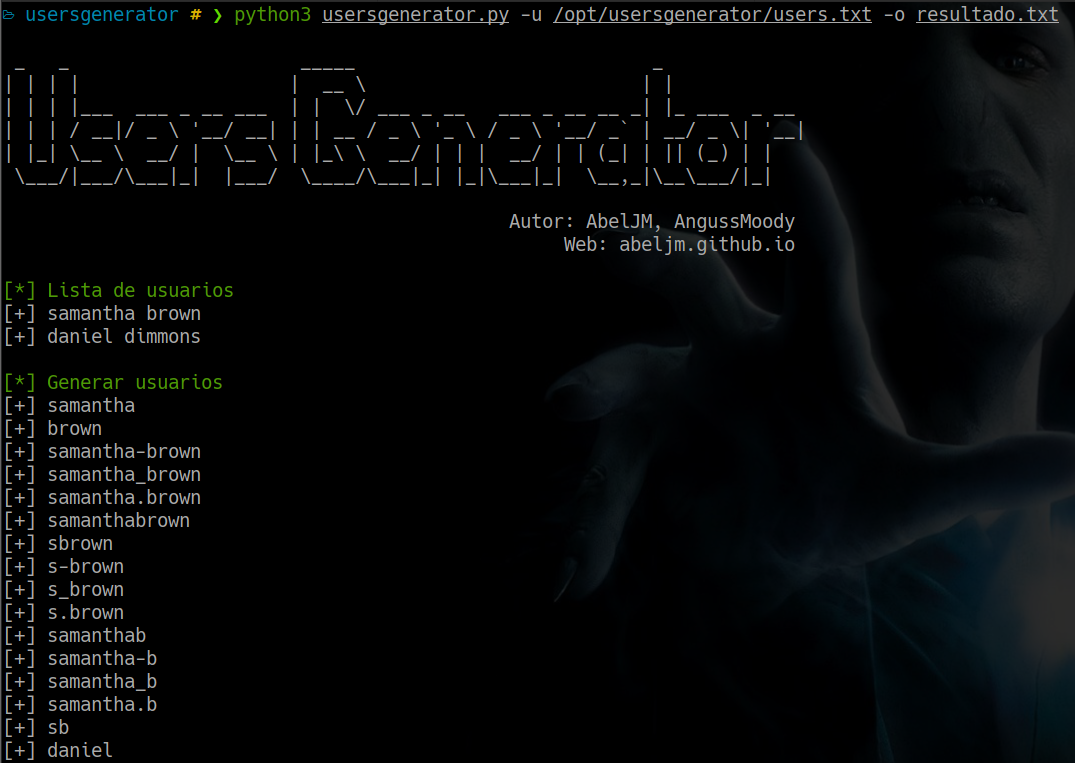 usersgenerator # ❯ python3 usersgenerator.py -u /opt/usersgenerator/users.txt -o resultado.txt
Users Generator
Autor: AbelJM, AngussMoody
Web: abeljm.github.io
[*] Lista de usuarios
[+] samantha brown
[+] daniel dimmons
[*] Generar usuarios
[+] samantha
[+] brown
[+] samantha-brown
[+] samantha_brown
[+] samantha.brown
[+] samanthabrown
[+] sbrown
[+] s-brown
[+] s_brown
[+] s.brown
[+] samanthab
[+] samantha-b
[+] samantha_b
[+] samantha.b
[+] sb
[+] daniel